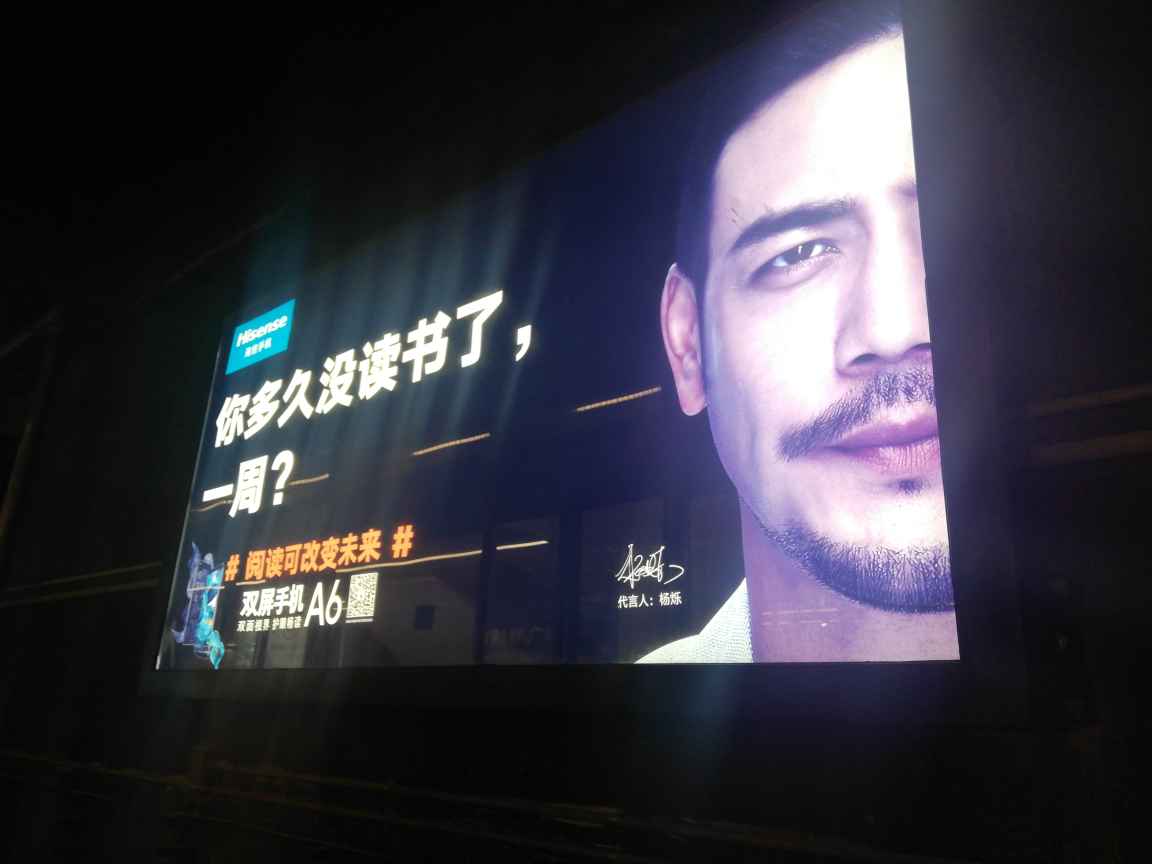 Hisense
海信手机
你多久没读书了，
一周？
# 阅读可改变未来 #
双屏手机 A6
双面视界 护眼畅读
代言人：杨烁